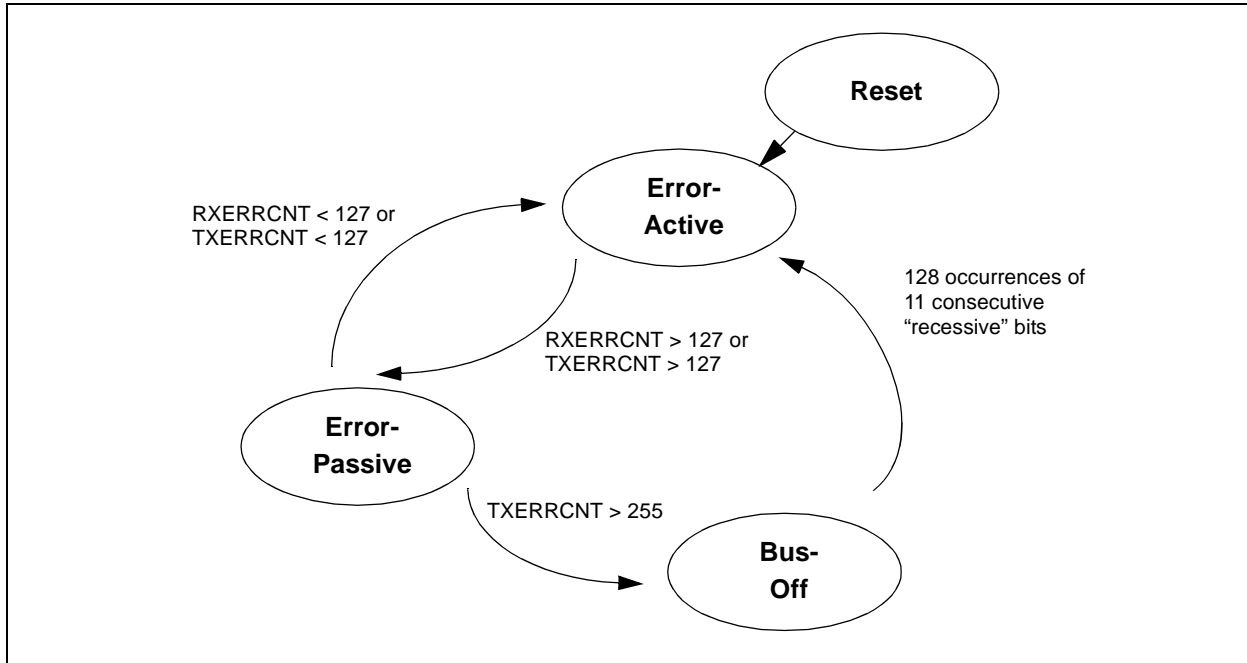 Reset
Error-
Active
RXERRCNT < 127 or
TXERRCNT < 127
128 occurrences of
11 consecutive
“recessive” bits
RXERRCNT > 127 or
TXERRCNT > 127
Error-
Passive
TXERRCNT > 255
Bus-
Off